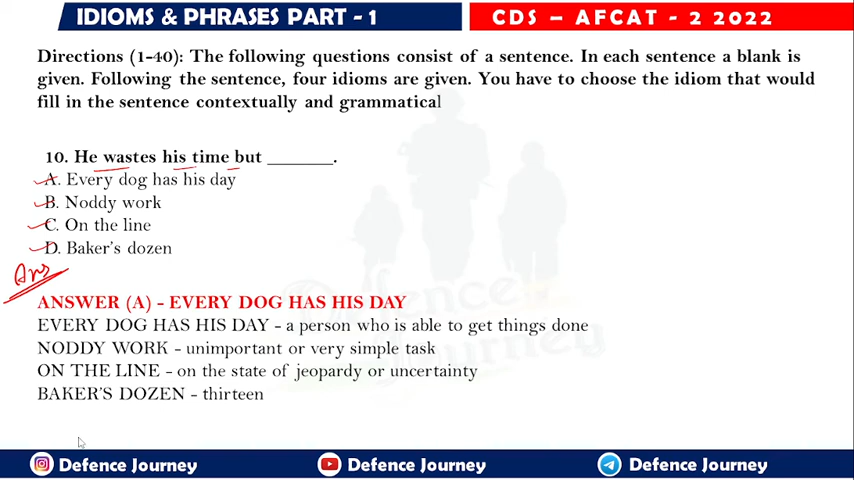 IDIOMS & PHRASES PART - 1
CDS - AFCAT - 2 2022
Directions (1-40): The following questions consist of a sentence. In each sentence a blank is
given. Following the sentence, four idioms are given. You have to choose the idiom that would
fill in the sentence contextually and grammatical
10. He wastes his time but _______.
A. Every dog has his day
B. Noddy work
C. On the line
D. Baker's dozen
Ans
ANSWER (A) - EVERY DOG HAS HIS DAY
EVERY DOG HAS HIS DAY - a person who is able to get things done
NODDY WORK - unimportant or very simple task
ON THE LINE - on the state of jeopardy or uncertainty
BAKER'S DOZEN - thirteen
Defence
Journey
Defence Journey
Defence Journey
Defence Journey